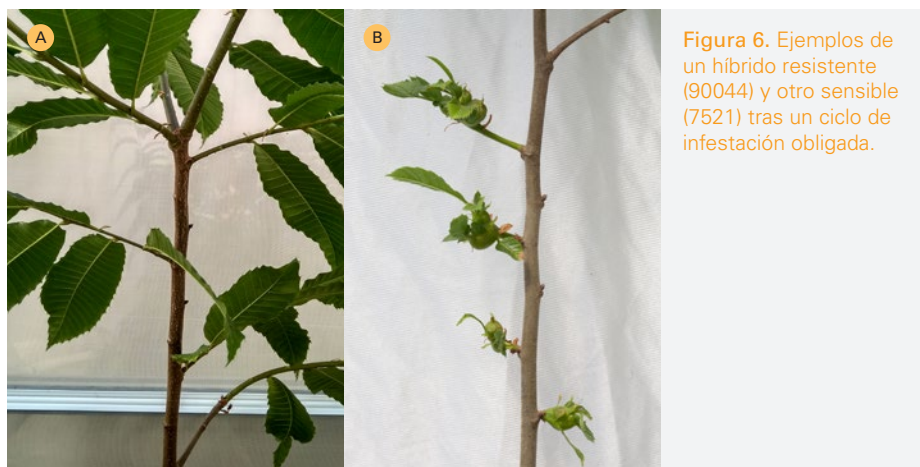 A
B
Figura 6. Ejemplos de
un híbrido resistente
(90044) y otro sensible
(7521) tras un ciclo de
infestación obligada.